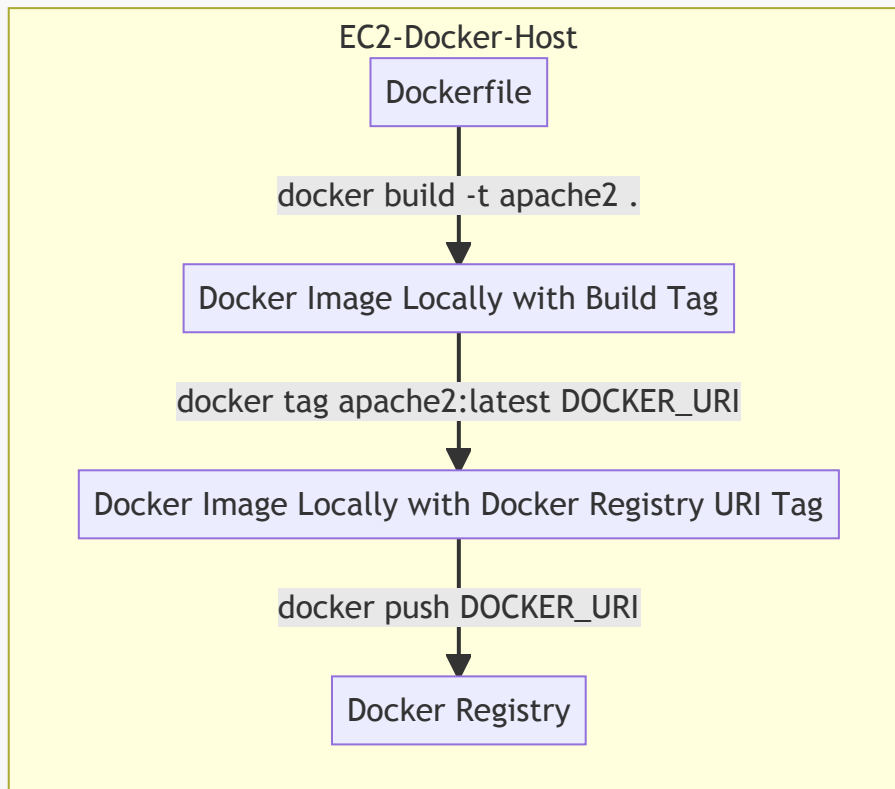 EC2-Docker-Host
Dockerfile
docker build -t apache2 .
Docker Image Locally with Build Tag
docker tag apache2:latest DOCKER_URI
Docker Image Locally with Docker Registry URI Tag
docker push DOCKER_URI
Docker Registry